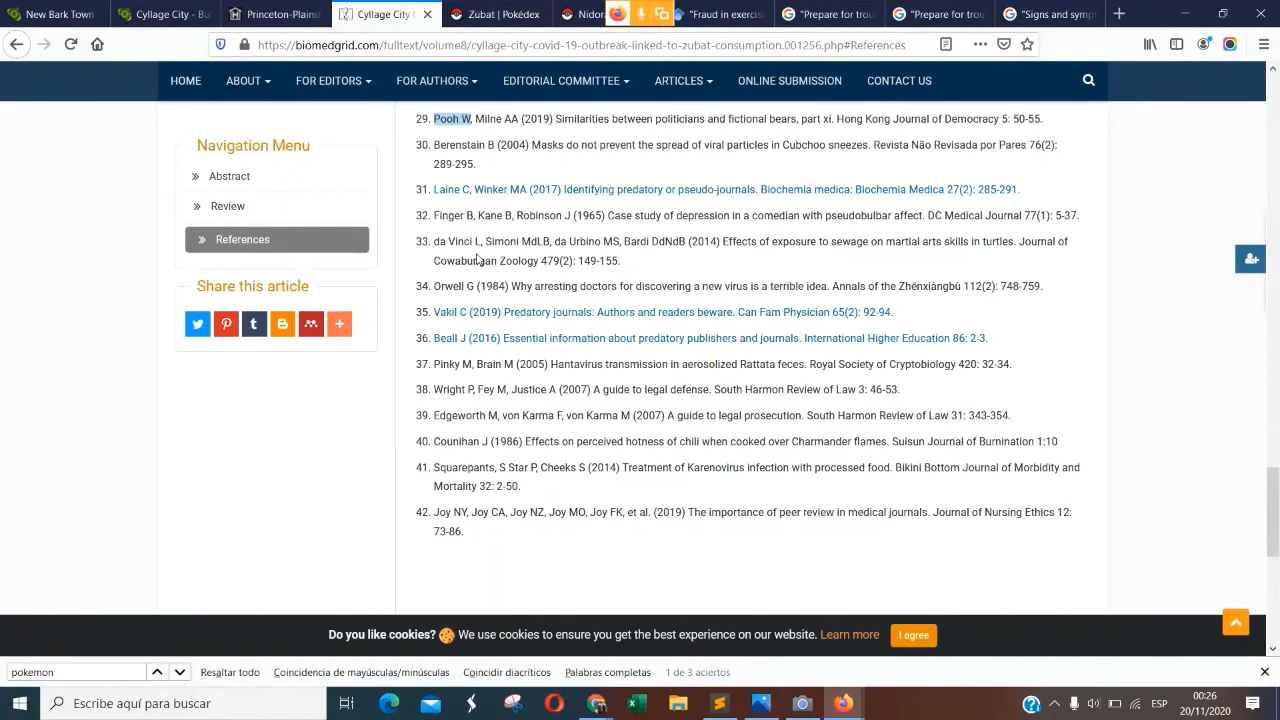 New Bark Town
Cyllage City - Bul
Princeton-Plainsl
Cyllage City C
Zubat | Pokédex
Nidor
"Fraud in exercise
"Prepare for trou
"Prepare for trou
"Signs and symp
https://biomedgrid.com/fulltext/volume8/cyllage-city-covid-19-outbreak-linked-to-zubat-consumption.001256.php#References
HOME ABOUT FOR EDITORS FOR AUTHORS EDITORIAL COMMITTEE ARTICLES ONLINE SUBMISSION CONTACT US
Navigation Menu
Abstract
Review
References
Share this article
29. Pooh W, Milne AA (2019) Similarities between politicians and fictional bears, part xi. Hong Kong Journal of Democracy 5: 50-55.
30. Berenstain B (2004) Masks do not prevent the spread of viral particles in Cubchoo sneezes. Revista Não Revisada por Pares 76(2):
289-295.
31. Laine C, Winker MA (2017) Identifying predatory or pseudo-journals. Biochemia medica: Biochemia Medica 27(2): 285-291.
32. Finger B, Kane B, Robinson J (1965) Case study of depression in a comedian with pseudobulbar affect. DC Medical Journal 77(1): 5-37.
33. da Vinci L, Simoni MdLB, da Urbino MS, Bardi DdNdB (2014) Effects of exposure to sewage on martial arts skills in turtles. Journal of
Cowabungan Zoology 479(2): 149-155.
34. Orwell G (1984) Why arresting doctors for discovering a new virus is a terrible idea. Annals of the Zhēnxiàngbù 112(2): 748-759.
35. Vakil C (2019) Predatory journals: Authors and readers beware. Can Fam Physician 65(2): 92-94.
36. Beall J (2016) Essential information about predatory publishers and journals. International Higher Education 86: 2-3.
37. Pinky M, Brain M (2005) Hantavirus transmission in aerosolized Rattata feces. Royal Society of Cryptobiology 420: 32-34.
38. Wright P, Fey M, Justice A (2007) A guide to legal defense. South Harmon Review of Law 3: 46-53.
39. Edgeworth M, von Karma F, von Karma M (2007) A guide to legal prosecution. South Harmon Review of Law 31: 343-354.
40. Counihan J (1986) Effects on perceived hotness of chili when cooked over Charmander flames. Suisun Journal of Burnination 1:10
41. Squarepants, S Star P, Cheeks S (2014) Treatment of Karenovirus infection with processed food. Bikini Bottom Journal of Morbidity and
Mortality 32: 2-50.
42. Joy NY, Joy CA, Joy NZ, Joy MO, Joy FK, et al. (2019) The importance of peer review in medical journals. Journal of Nursing Ethics 12:
73-86.
Do you like cookies? We use cookies to ensure you get the best experience on our website. Learn more I agree
pokemon Resaltar todo Coincidencia de mayúsculas/minúsculas Coincidir diacríticos Palabras completas 1 de 3 aciertos
Escribe aquí para buscar
ESP
00:26
20/11/2020